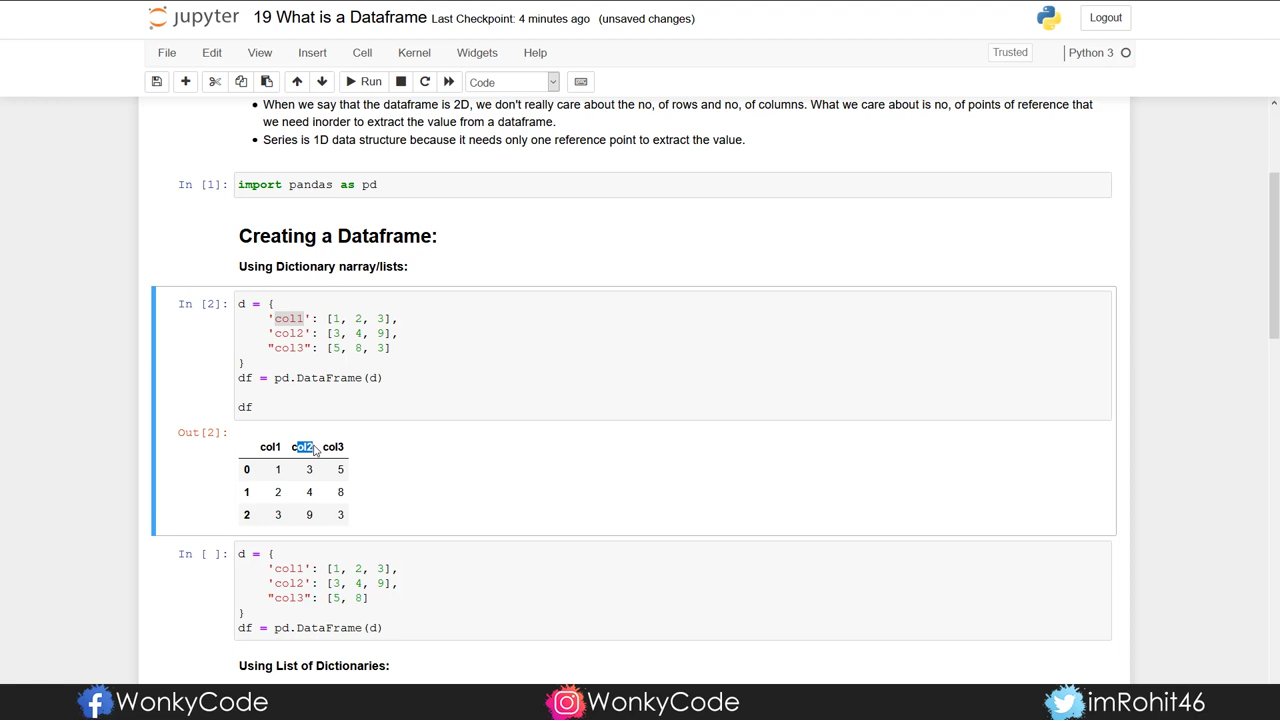 jupyter 19 What is a Dataframe Last Checkpoint: 4 minutes ago (unsaved changes) Logout
File Edit View Insert Cell Kernel Widgets Help Trusted Python 3
Run Code
When we say that the dataframe is 2D, we don't really care about the no, of rows and no, of columns. What we care about is no, of points of reference that
we need inorder to extract the value from a dataframe.
Series is 1D data structure because it needs only one reference point to extract the value.
In [1]: import pandas as pd
Creating a Dataframe:
Using Dictionary narray/lists:
In [2]: d = {
'col1': [1, 2, 3],
'col2': [3, 4, 9],
"col3": [5, 8, 3]
}
df = pd.DataFrame(d)
df
Out[2]:
col1 col2 col3
0 1 3 5
1 2 4 8
2 3 9 3
In [ ]: d = {
'col1': [1, 2, 3],
'col2': [3, 4, 9],
"col3": [5, 8]
}
df = pd.DataFrame(d)
Using List of Dictionaries:
WonkyCode WonkyCode imRohit46